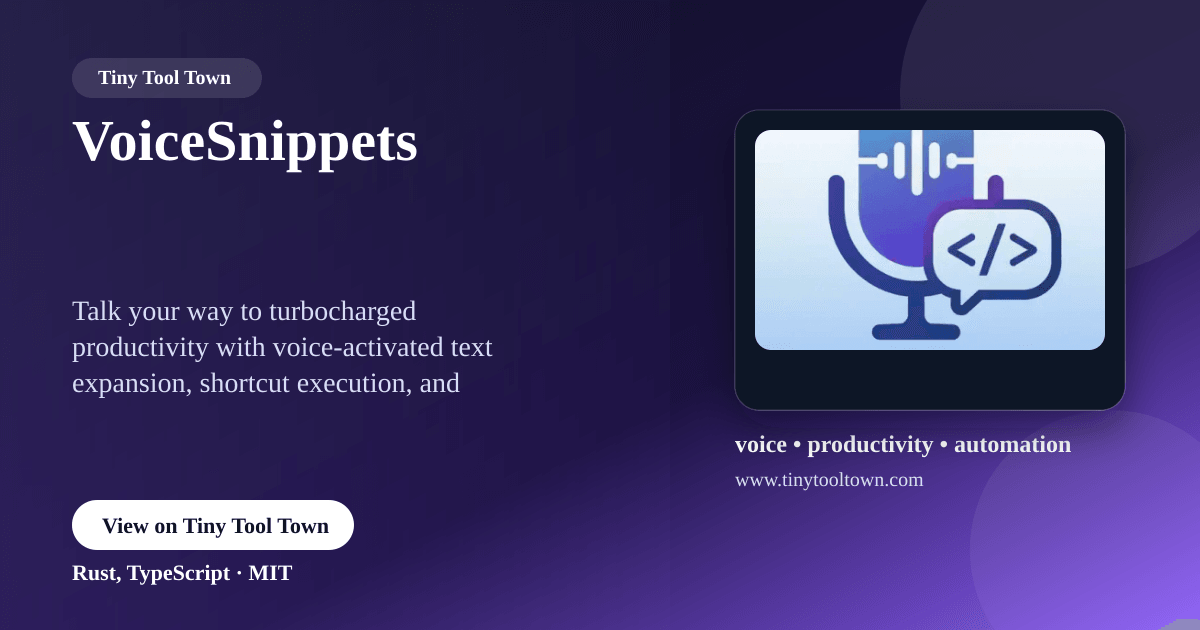 Tiny Tool Town
VoiceSnippets
Talk your way to turbocharged
productivity with voice-activated text
expansion, shortcut execution, and
View on Tiny Tool Town
Rust, TypeScript · MIT
</>
voice • productivity • automation
www.tinytooltown.com